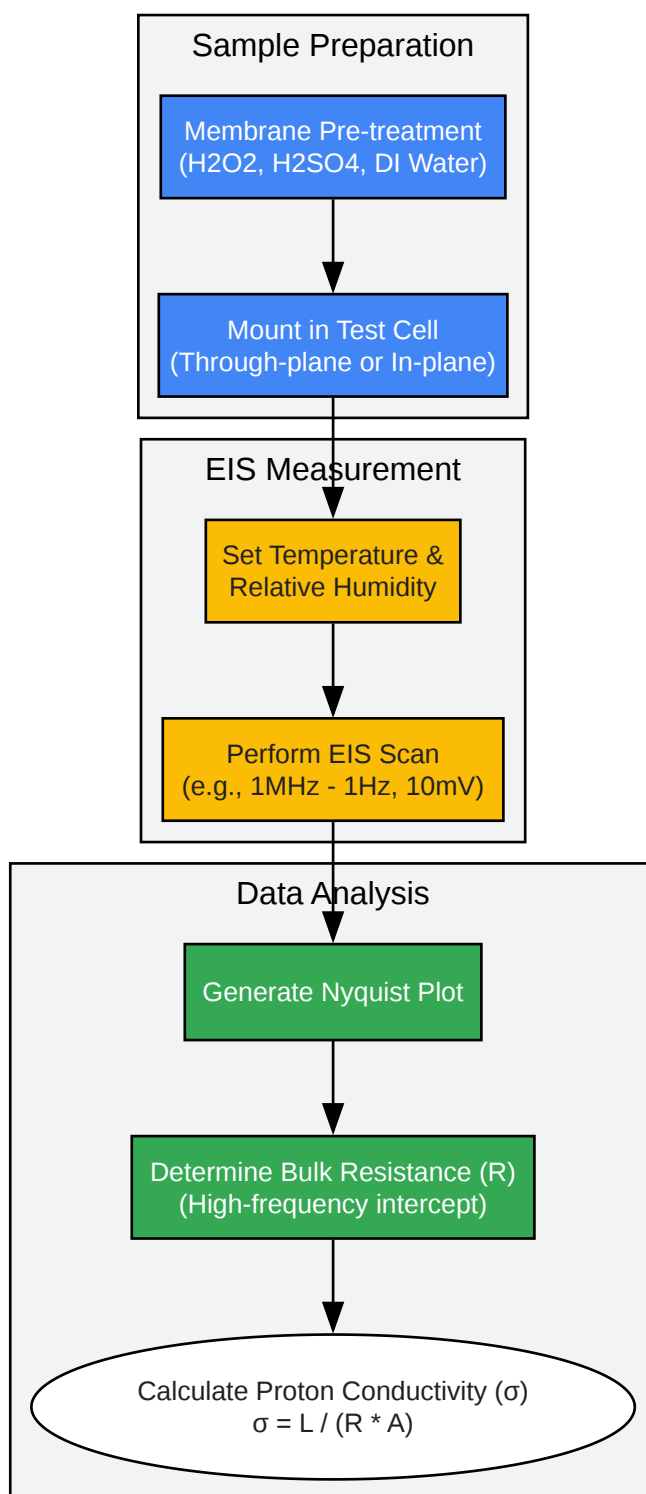 Sample Preparation
Membrane Pre-treatment
(H2O2, H2SO4, DI Water)
Mount in Test Cell
(Through-plane or In-plane)
EIS Measurement
Set Temperature &
Relative Humidity
Perform EIS Scan
(e.g., 1MHz - 1Hz, 10mV)
Data Analysis
Generate Nyquist Plot
Determine Bulk Resistance (R)
(High-frequency intercept)
Calculate Proton Conductivity (σ)
σ = L / (R * A)